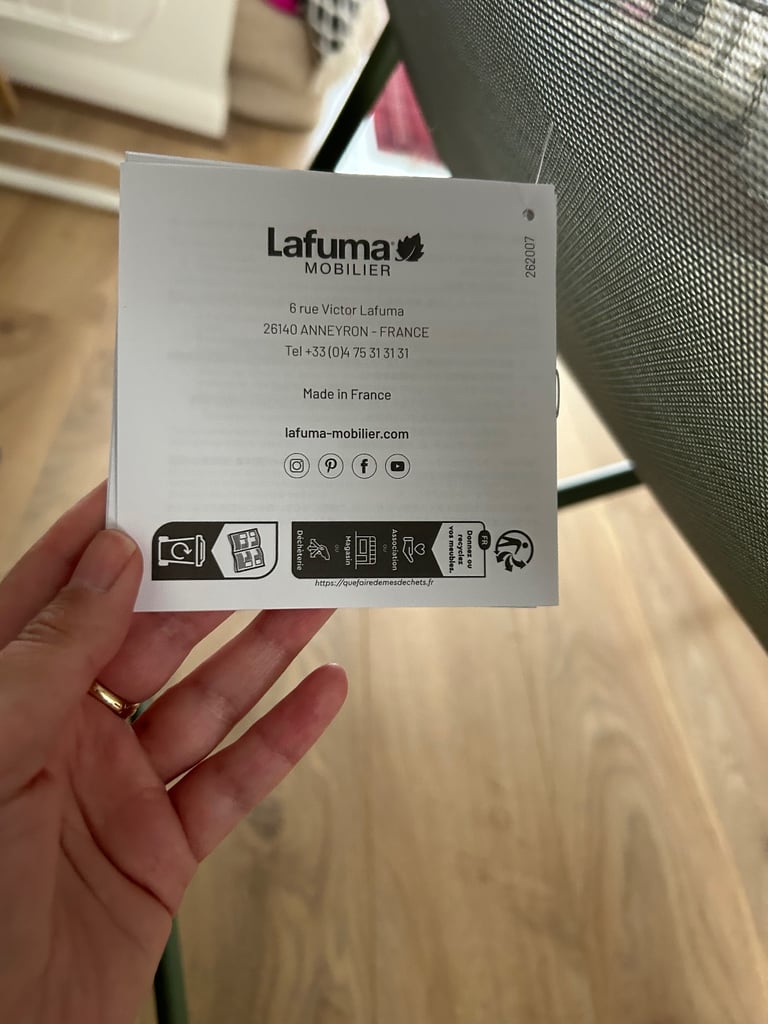 Lafuma
MOBILIER
262007
6 rue Victor Lafuma
26140 ANNEYRON - FRANCE
Tel +33 (0)4 75 31 31 31
Made in France
lafuma-mobilier.com
FR
Donnez ou
recyclez
vos meubles.
Association
ou
Magasin
ou
Déchèterie
https://quefairedemesdechets.fr